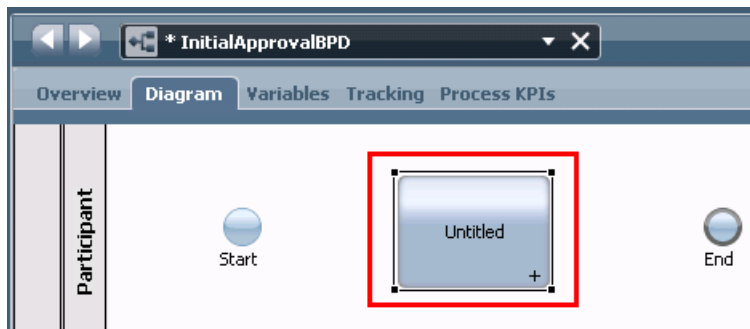 * InitialApprovalBPD
Overview Diagram Variables Tracking Process KPIs
Participant
Untitled
+
Start
End